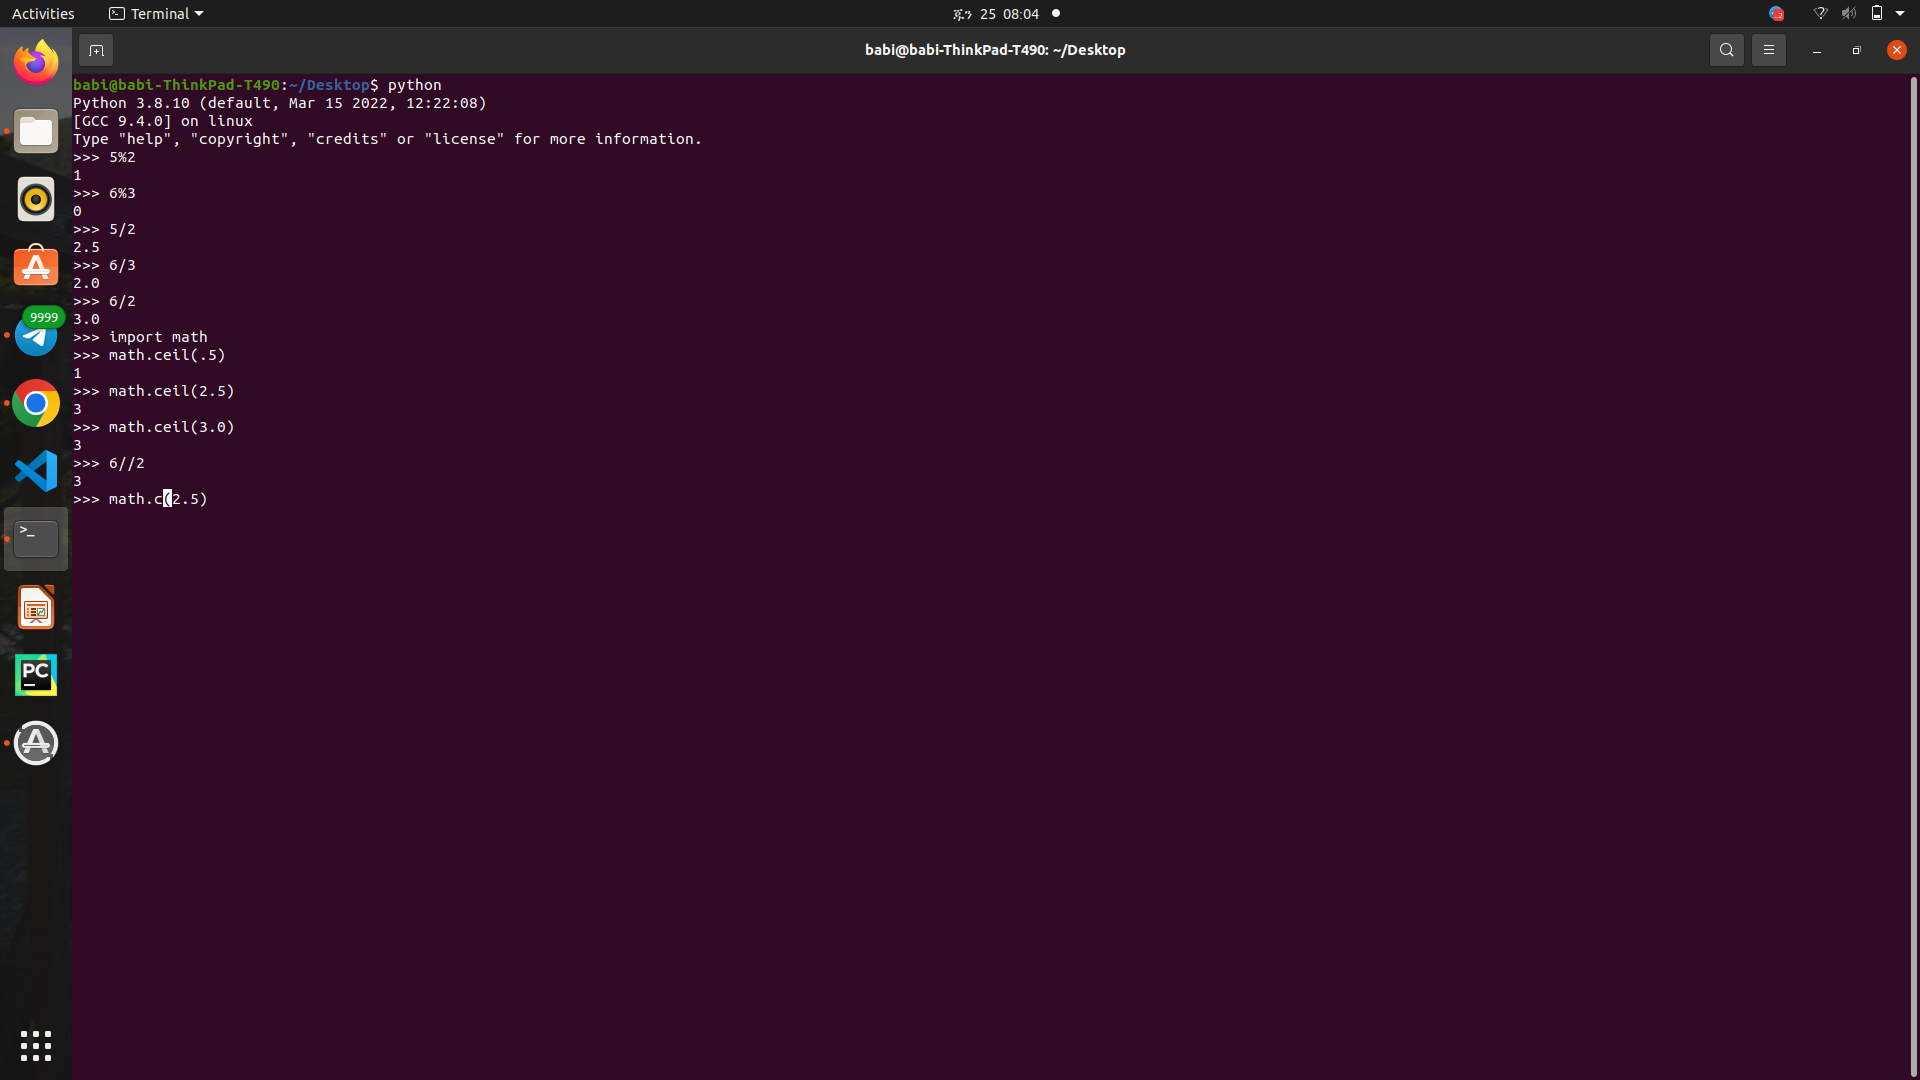 Activities
Terminal
ጁን 25 08:04
babi@babi-ThinkPad-T490: ~/Desktop
9999
PC
babi@babi-ThinkPad-T490:~/Desktop$ python
Python 3.8.10 (default, Mar 15 2022, 12:22:08)
[GCC 9.4.0] on linux
Type "help", "copyright", "credits" or "license" for more information.
>>> 5%2
1
>>> 6%3
0
>>> 5/2
2.5
>>> 6/3
2.0
>>> 6/2
3.0
>>> import math
>>> math.ceil(.5)
1
>>> math.ceil(2.5)
3
>>> math.ceil(3.0)
3
>>> 6//2
3
>>> math.c(2.5)